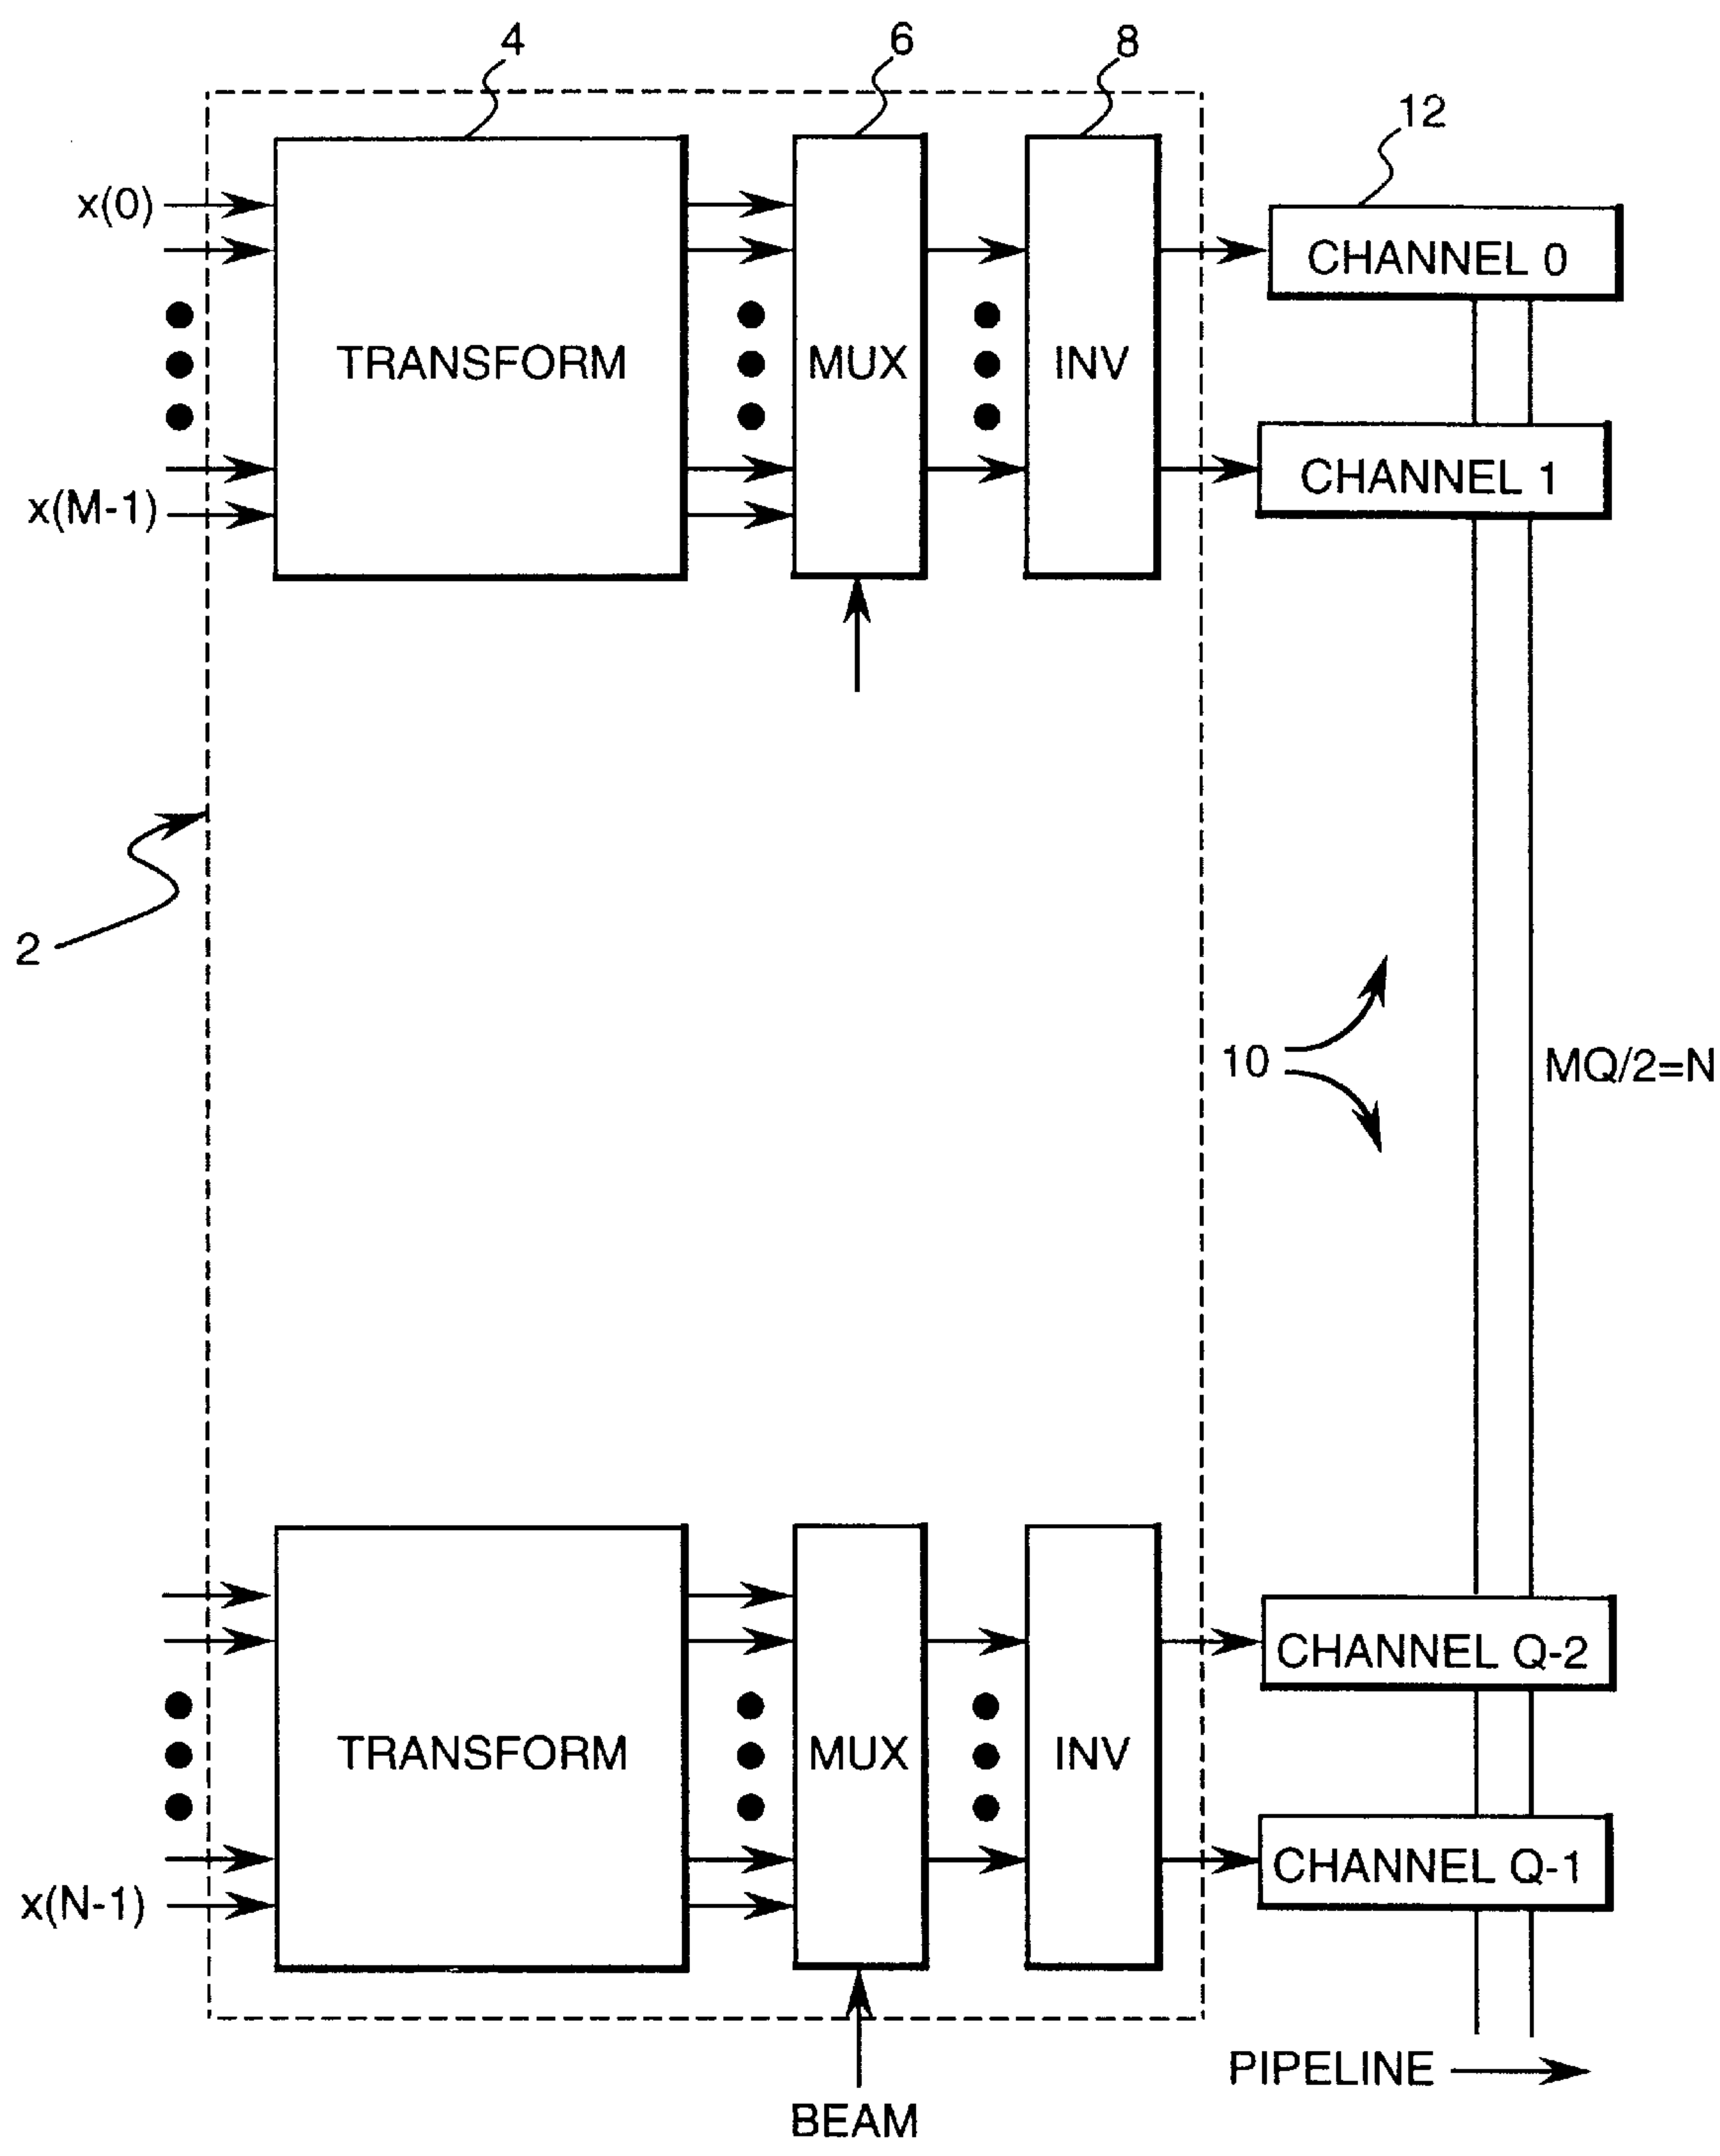 4
6
8
12
x(0)
CHANNEL 0
TRANSFORM
MUX
INV
CHANNEL 1
x(M-1)
2
10
MQ/2=N
CHANNEL Q-2
TRANSFORM
MUX
INV
CHANNEL Q-1
x(N-1)
PIPELINE
BEAM